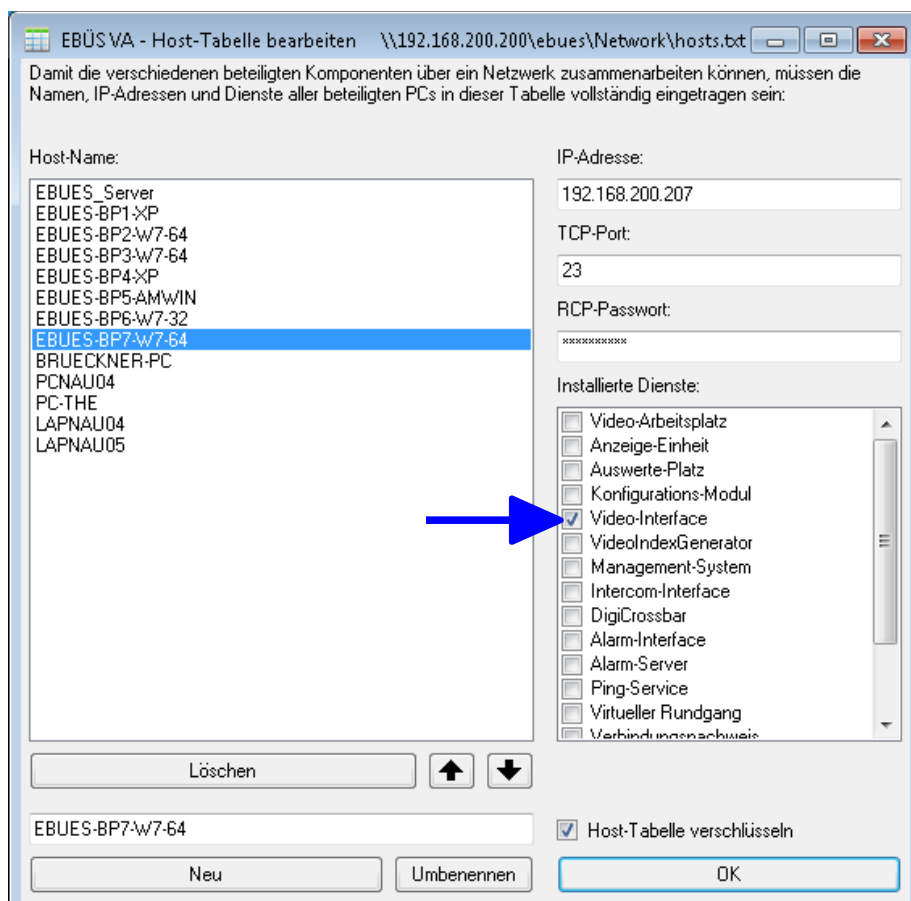 EBÜS VA - Host-Tabelle bearbeiten \\192.168.200.200\ebues\Network\hosts.txt
Damit die verschiedenen beteiligten Komponenten über ein Netzwerk zusammenarbeiten können, müssen die
Namen, IP-Adressen und Dienste aller beteiligten PCs in dieser Tabelle vollständig eingetragen sein:
Host-Name:
EBUES_Server
EBUES-BP1-XP
EBUES-BP2-W7-64
EBUES-BP3-W7-64
EBUES-BP4-XP
EBUES-BP5-AMWIN
EBUES-BP6-W7-32
EBUES-BP7-W7-64
BRUECKNER-PC
PCNAU04
PC-THE
LAPNAU04
LAPNAU05
Löschen
EBUES-BP7-W7-64
Neu
Umbenennen
IP-Adresse:
192.168.200.207
TCP-Port:
23
RCP-Passwort:
**********
Installierte Dienste:
Video-Arbeitsplatz
Anzeige-Einheit
Auswerte-Platz
Konfigurations-Modul
Video-Interface
VideoIndexGenerator
Management-System
Intercom-Interface
DigiCrossbar
Alarm-Interface
Alarm-Server
Ping-Service
Virtueller Rundgang
Verbindungsnachweis
Host-Tabelle verschlüsseln
OK